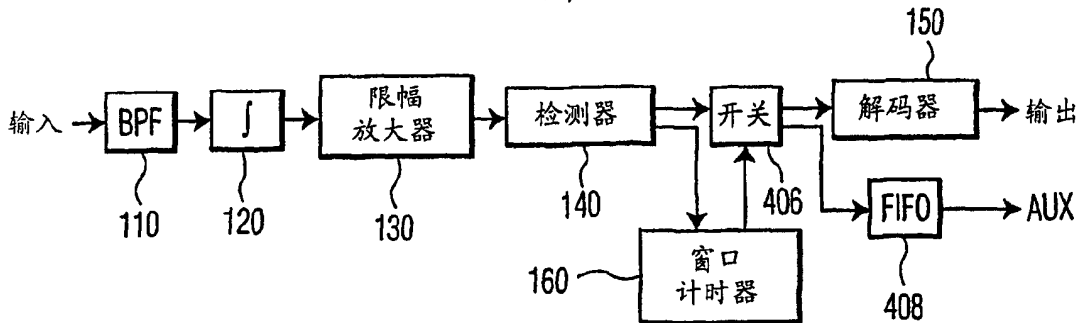 150
输入
BPF
∫
限幅
放大器
检测器
开关
解码器
输出
110
120
130
140
406
FIFO
AUX
160
窗口
计时器
408